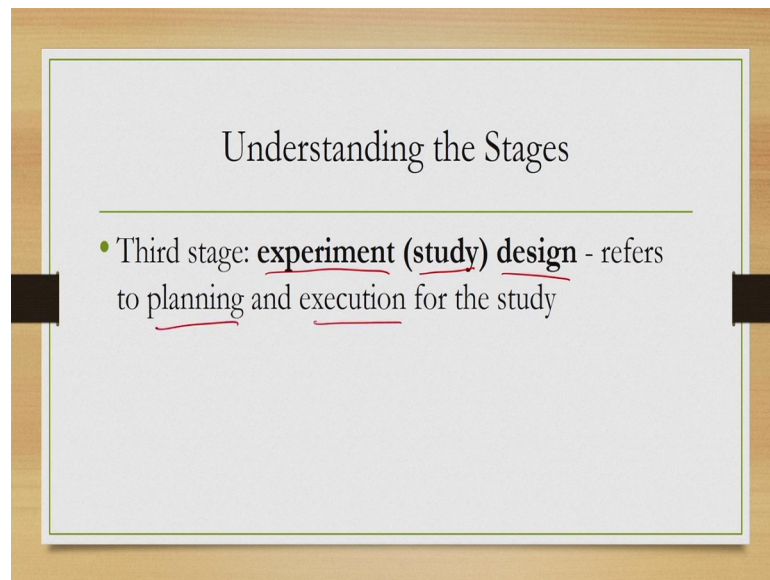 Understanding the Stages
• Third stage: experiment (study) design - refers
to planning and execution for the study